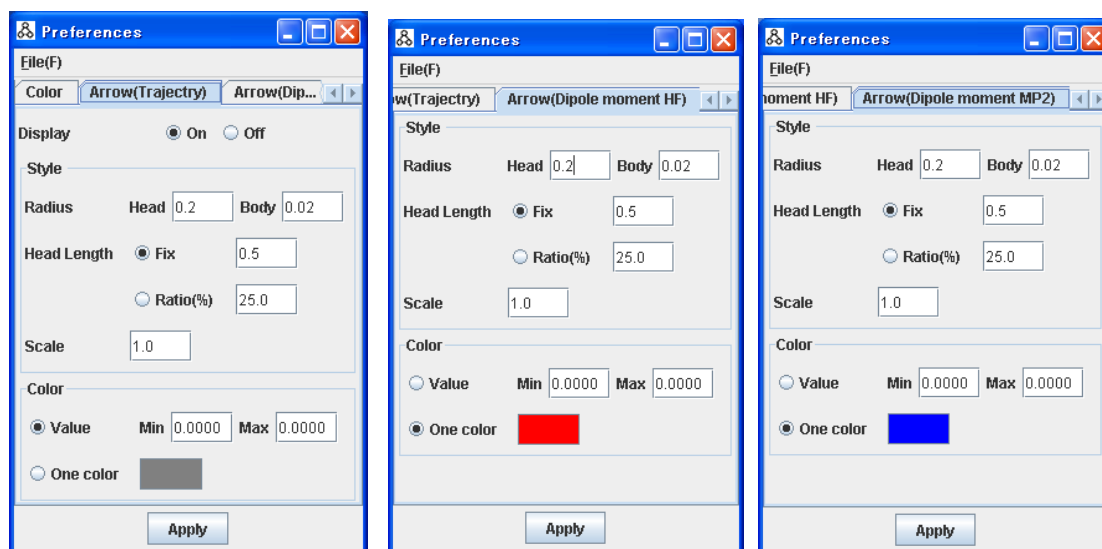 Preferences
File(F)
Color Arrow(Trajectry) Arrow(Dip...
Display On Off
Style
Radius Head 0.2 Body 0.02
Head Length Fix 0.5
Ratio(%) 25.0
Scale 1.0
Color
Value Min 0.0000 Max 0.0000
One color
Apply
Preferences
File(F)
w(Trajectry) Arrow(Dipole moment HF)
Style
Radius Head 0.2 Body 0.02
Head Length Fix 0.5
Ratio(%) 25.0
Scale 1.0
Color
Value Min 0.0000 Max 0.0000
One color
Apply
Preferences
File(F)
moment HF) Arrow(Dipole moment MP2)
Style
Radius Head 0.2 Body 0.02
Head Length Fix 0.5
Ratio(%) 25.0
Scale 1.0
Color
Value Min 0.0000 Max 0.0000
One color
Apply